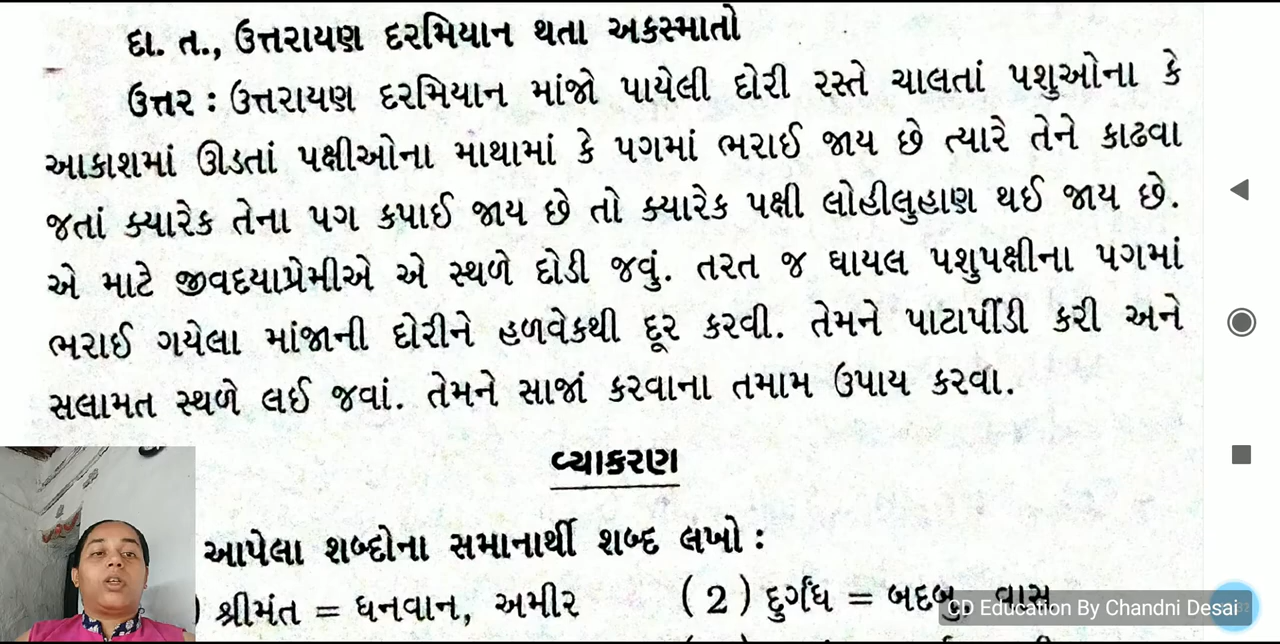 દા. ત., ઉત્તરાયણ દરમિયાન થતા અકસ્માતો
ઉત્તર : ઉત્તરાયણ દરમિયાન માંજો પાયેલી દોરી રસ્તે ચાલતાં પશુઓના કે
આકાશમાં ઊડતાં પક્ષીઓના માથામાં કે પગમાં ભરાઈ જાય છે ત્યારે તેને કાઢવા
જતાં ક્યારેક તેના પગ કપાઈ જાય છે તો ક્યારેક પક્ષી લોહીલુહાણ થઈ જાય છે.
એ માટે જીવદયાપ્રેમીએ એ સ્થળે દોડી જવું. તરત જ ઘાયલ પશુપક્ષીના પગમાં
ભરાઈ ગયેલા માંજાની દોરીને હળવેકથી દૂર કરવી. તેમને પાટાપીંડી કરી અને
સલામત સ્થળે લઈ જવાં. તેમને સાજાં કરવાના તમામ ઉપાય કરવા.
વ્યાકરણ
આપેલા શબ્દોના સમાનાર્થી શબ્દ લખો :
) શ્રીમંત = ધનવાન, અમીર (2) દુર્ગંધ = બદબૂ, વાસ
CD Education By Chandni Desai